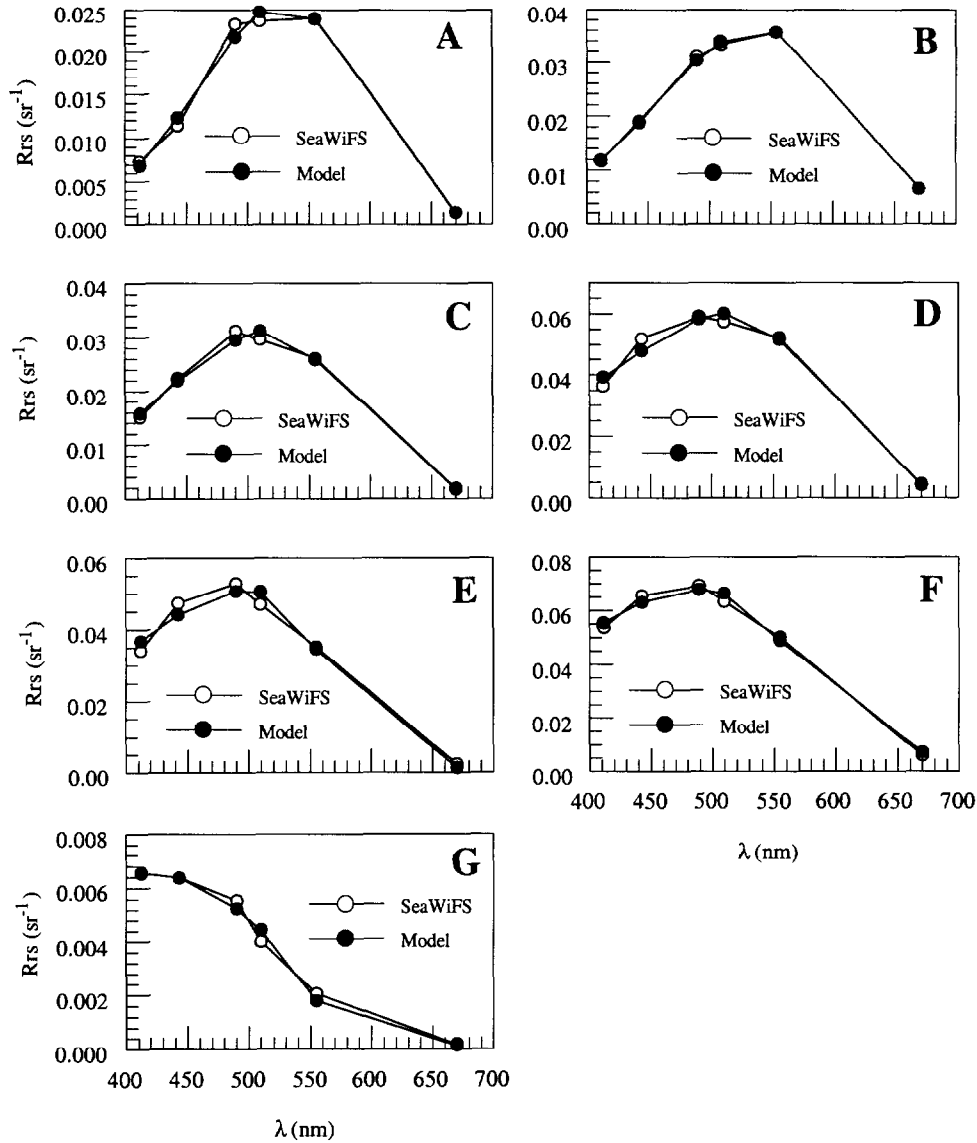 0.025
0.020
0.015
0.010
0.005
0.000
Rrs (sr-1)
A
SeaWiFS
Model
0.04
0.03
0.02
0.01
0.00
B
SeaWiFS
Model
0.04
0.03
0.02
0.01
0.00
Rrs (sr-1)
C
SeaWiFS
Model
0.06
0.04
0.02
0.00
D
SeaWiFS
Model
0.06
0.05
0.03
0.02
0.00
Rrs (sr-1)
E
SeaWiFS
Model
0.08
0.06
0.04
0.02
0.00
F
SeaWiFS
Model
400 450 500 550 600 650 700
λ (nm)
0.008
0.006
0.004
0.002
0.000
Rrs (sr-1)
G
SeaWiFS
Model
400 450 500 550 600 650 700
λ (nm)